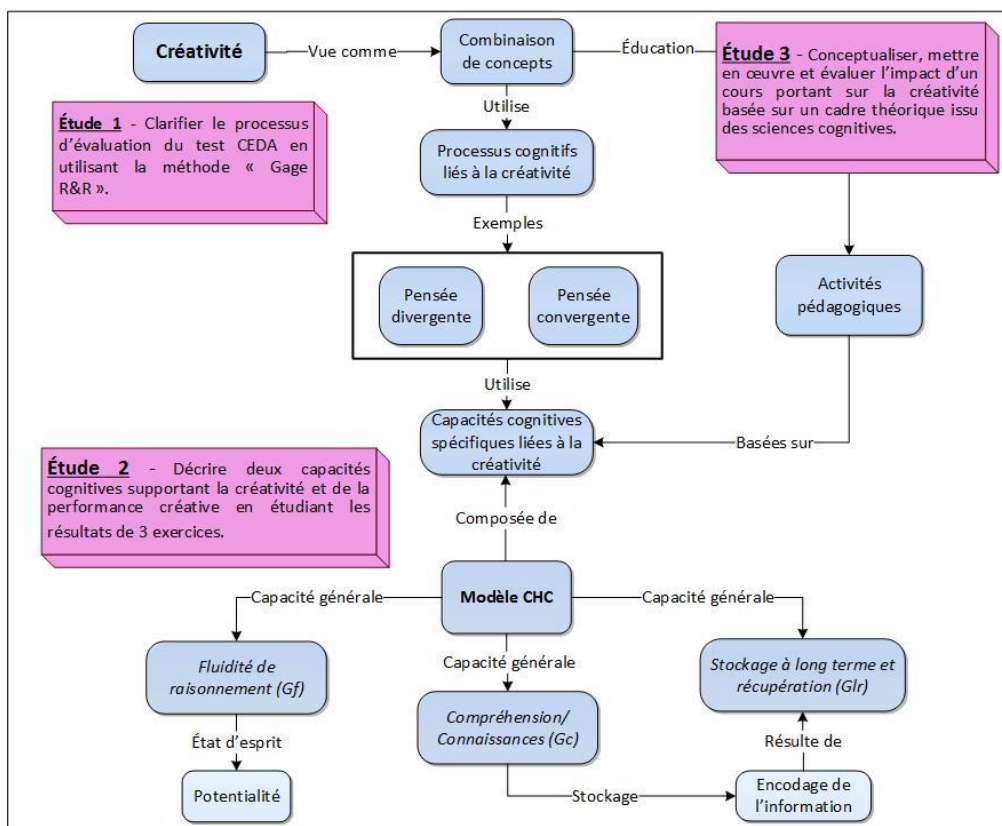 Créativité
Vue comme
Combinaison
de concepts
Éducation
Étude 3 - Conceptualiser, mettre
en œuvre et évaluer l’impact d’un
cours portant sur la créativité
basée sur un cadre théorique issu
des sciences cognitives.
Étude 1 - Clarifier le processus
d’évaluation du test CEDA en
utilisant la méthode « Gage
R&R ».
Utilise
Processus cognitifs
liés à la créativité
Exemples
Pensée
divergente
Pensée
convergente
Activités
pédagogiques
Utilise
Capacités cognitives
spécifiques liées à la
créativité
Basées sur
Étude 2 - Décrire deux capacités
cognitives supportant la créativité et de la
performance créative en étudiant les
résultats de 3 exercices.
Composée de
Modèle CHC
Capacité générale
Capacité générale
Capacité générale
Fluidité de
raisonnement (Gf)
Compréhension/
Connaissances (Gc)
Stockage à long terme et
récupération (Glr)
État d’esprit
Résulte de
Potentialité
Stockage
Encodage de
l’information